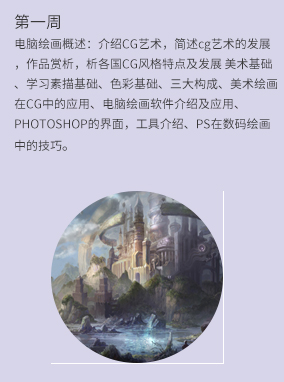 第一周
电脑绘画概述：介绍CG艺术，简述cg艺术的发展
，作品赏析，析各国CG风格特点及发展 美术基础
、学习素描基础、色彩基础、三大构成、美术绘画
在CG中的应用、电脑绘画软件介绍及应用、
PHOTOSHOP的界面，工具介绍、PS在数码绘画
中的技巧。